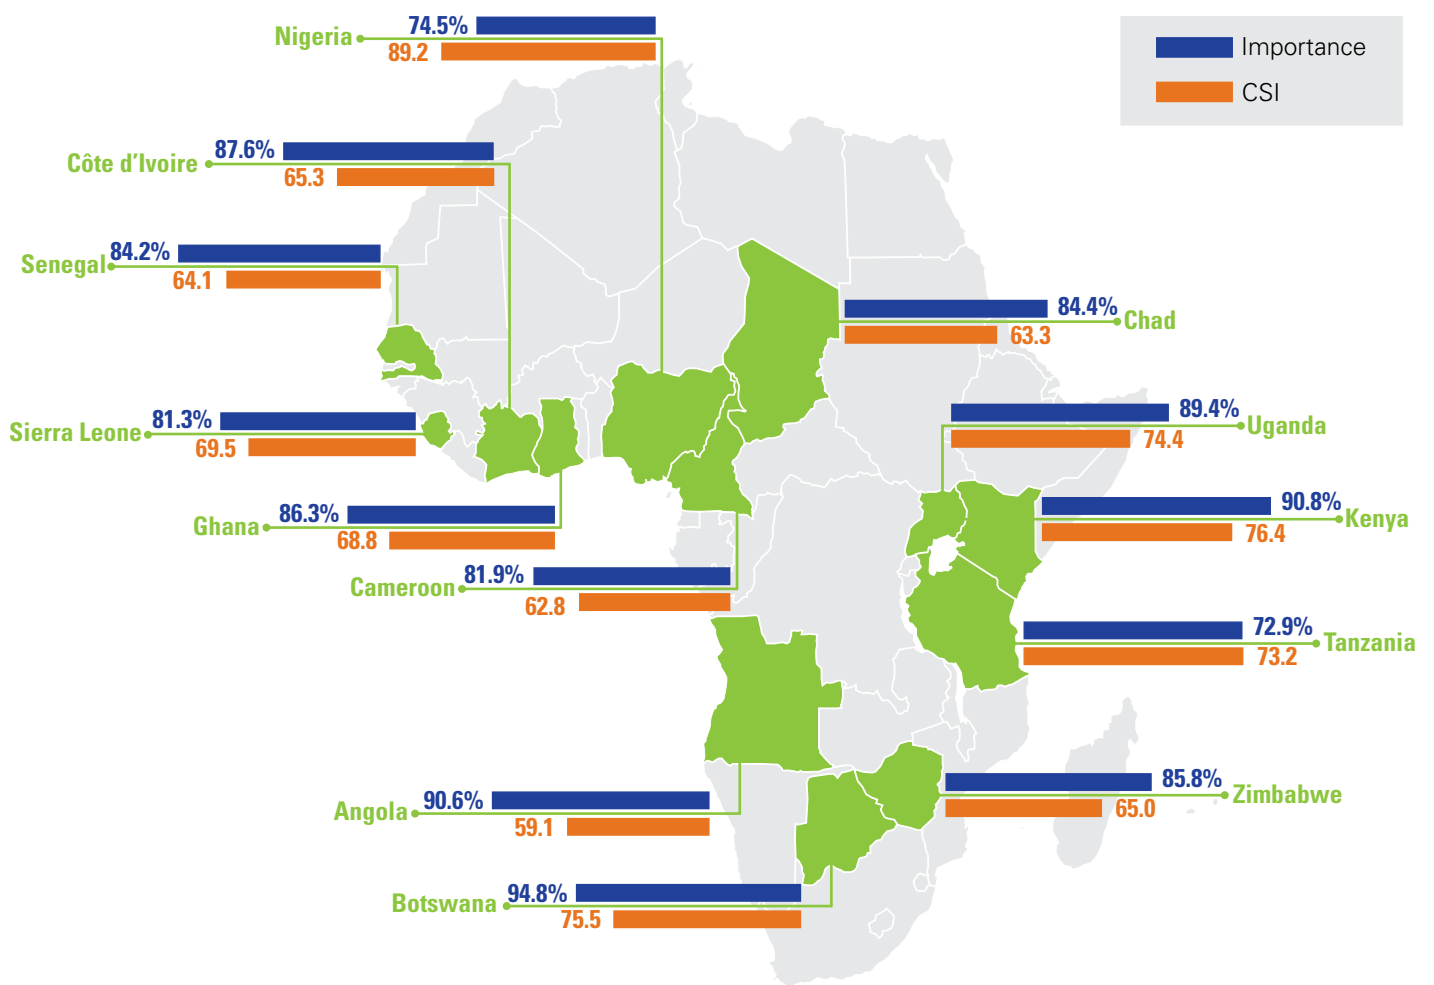 Importance
CSI
Nigeria
74.5%
89.2
Côte d'Ivoire
87.6%
65.3
Senegal
84.2%
64.1
Chad
84.4%
63.3
Sierra Leone
81.3%
69.5
Uganda
89.4%
74.4
Ghana
86.3%
68.8
Kenya
90.8%
76.4
Cameroon
81.9%
62.8
Tanzania
72.9%
73.2
Angola
90.6%
59.1
Zimbabwe
85.8%
65.0
Botswana
94.8%
75.5